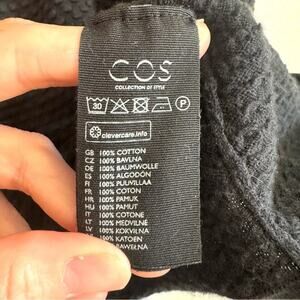 COS
COLLECTION OF STYLE
30
P
clevercare.info
GB 100% COTTON
CZ 100% BAVLNA
DE 100% BAUMWOLLE
ES 100% ALGODÓN
FI 100% PUUVILLAA
FR 100% COTON
HR 100% PAMUK
HU 100% PAMUT
IT 100% COTONE
LT 100% MEDVILNĖ
LV 100% KOKVILNA
100% KATOEN
BAWEŁNA